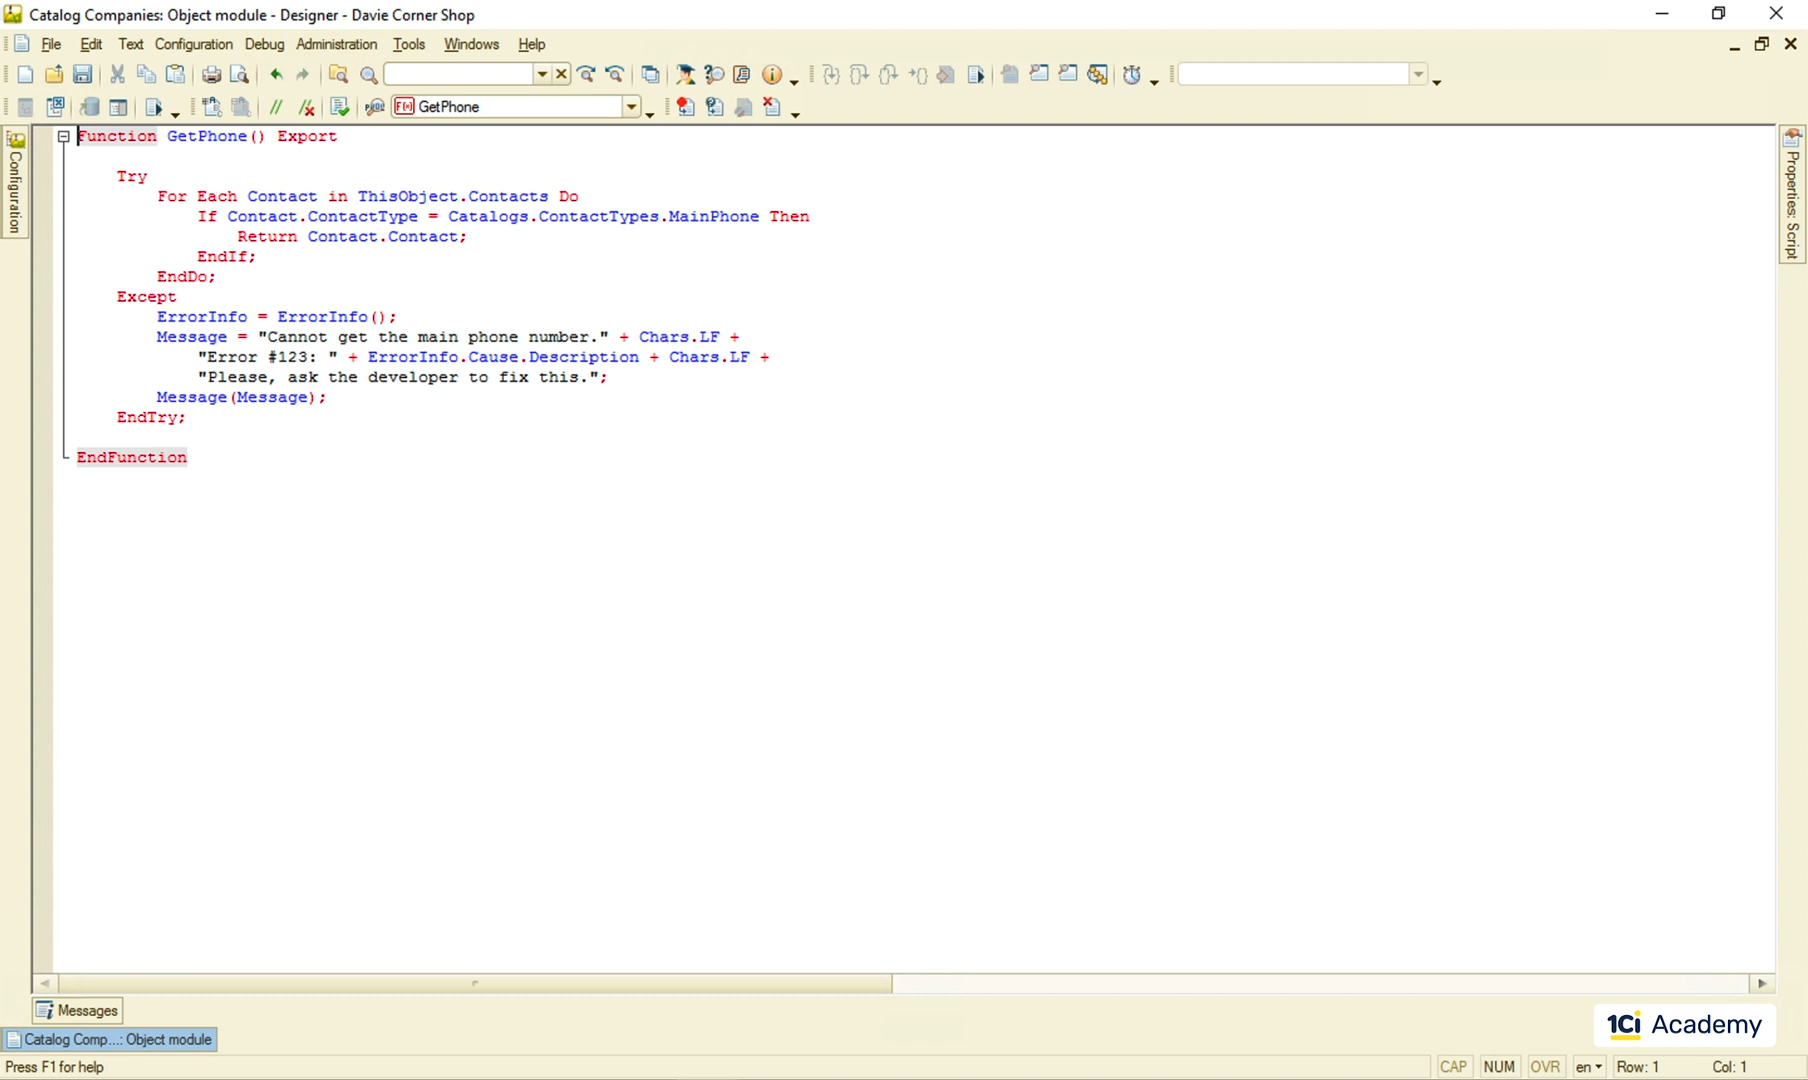 Catalog Companies: Object module - Designer - Davie Corner Shop
File Edit Text Configuration Debug Administration Tools Windows Help
F(x) GetPhone
Configuration
Properties: Script
Function GetPhone() Export
Try
For Each Contact in ThisObject.Contacts Do
If Contact.ContactType = Catalogs.ContactTypes.MainPhone Then
Return Contact.Contact;
EndIf;
EndDo;
Except
ErrorInfo = ErrorInfo();
Message = "Cannot get the main phone number." + Chars.LF +
"Error #123: " + ErrorInfo.Cause.Description + Chars.LF +
"Please, ask the developer to fix this.";
Message(Message);
EndTry;
EndFunction
Messages
1Ci Academy
Catalog Comp...: Object module
Press F1 for help CAP NUM OVR en Row: 1 Col: 1